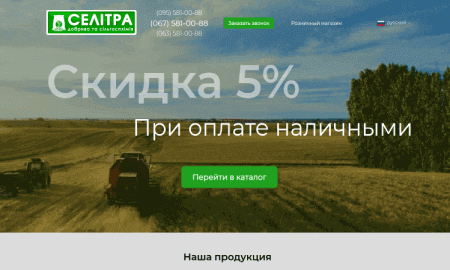 СЕЛІТРА
добрива та сільгоспхімія
(095) 581-00-88
(067) 581-00-88
(063) 581-00-88
Заказать звонок
Розничный магазин
Русский
Скидка 5%
При оплате наличными
Перейти в каталог
Наша продукция